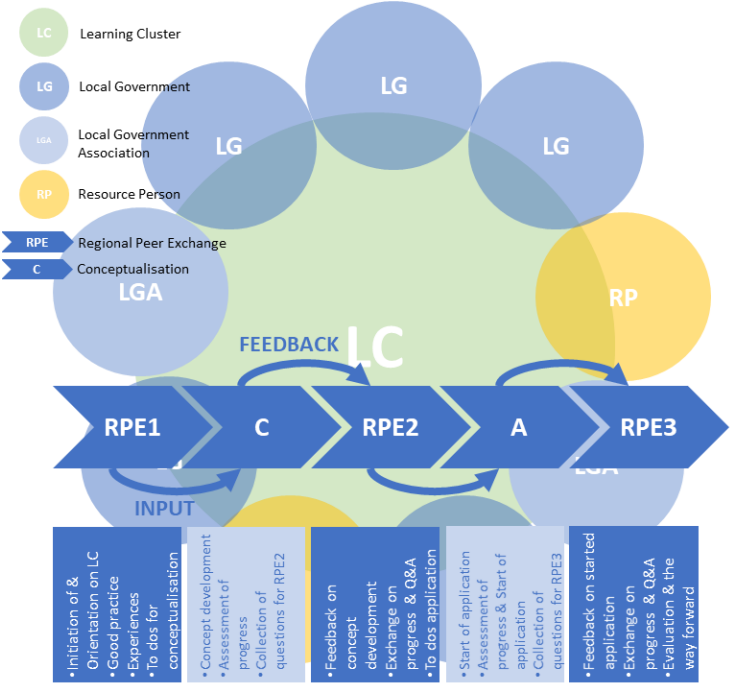 LC
Learning Cluster
LG
Local Government
LGA
Local Government
Association
RP
Resource Person
RPE
Regional Peer Exchange
C
Conceptualisation
LG
LG
LG
LGA
RP
LC
FEEDBACK
RPE1
C
RPE2
A
RPE3
LGA
INPUT
• Initiation of &
Orientation on LC
• Good practice
• Experiences
• To dos for
conceptualisation
• Concept development
• Assessment of
progress
• Collection of
questions for RPE2
• Feedback on
concept
development
• Exchange on
progress & Q&A
• To dos application
• Start of application
• Assessment of
progress & Start of
application
• Collection of
questions for RPE3
• Feedback on started
application
• Exchange on
progress & Q&A
• Evaluation & the
way forward